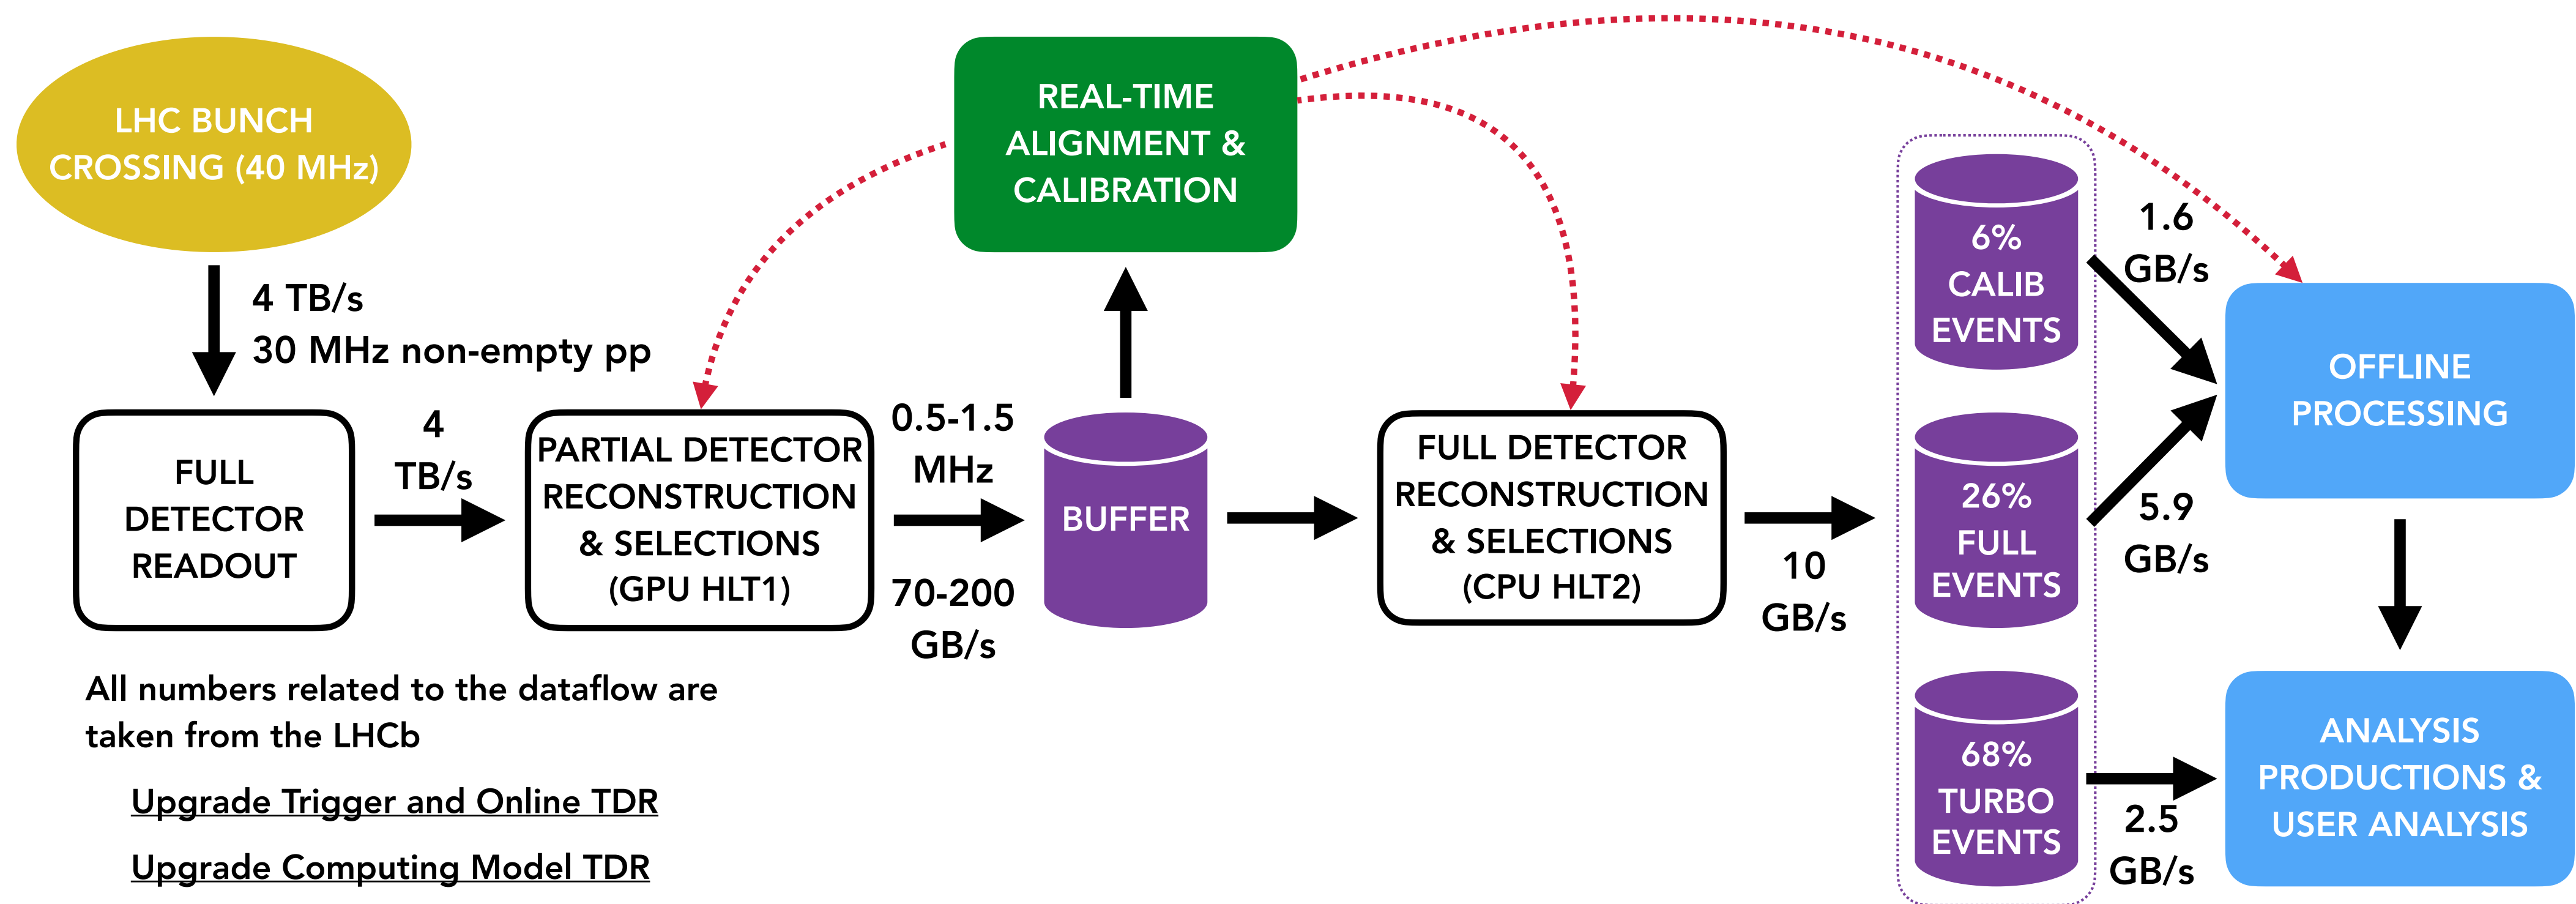 LHC BUNCH
CROSSING (40 MHz)
4 TB/s
30 MHz non-empty pp
FULL
DETECTOR
READOUT
4
TB/s
PARTIAL DETECTOR
RECONSTRUCTION
& SELECTIONS
(GPU HLT1)
0.5-1.5
MHz
70-200
GB/s
BUFFER
REAL-TIME
ALIGNMENT &
CALIBRATION
FULL DETECTOR
RECONSTRUCTION
& SELECTIONS
(CPU HLT2)
10
GB/s
6%
CALIB
EVENTS
26%
FULL
EVENTS
68%
TURBO
EVENTS
1.6
GB/s
5.9
GB/s
2.5
GB/s
OFFLINE
PROCESSING
ANALYSIS
PRODUCTIONS &
USER ANALYSIS
All numbers related to the dataflow are
taken from the LHCb
Upgrade Trigger and Online TDR
Upgrade Computing Model TDR